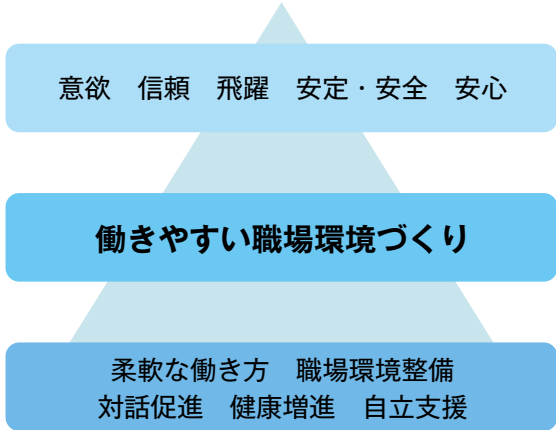 意欲　信頼　飛躍　安定・安全　安心
働きやすい職場環境づくり
柔軟な働き方　職場環境整備
対話促進　健康増進　自立支援